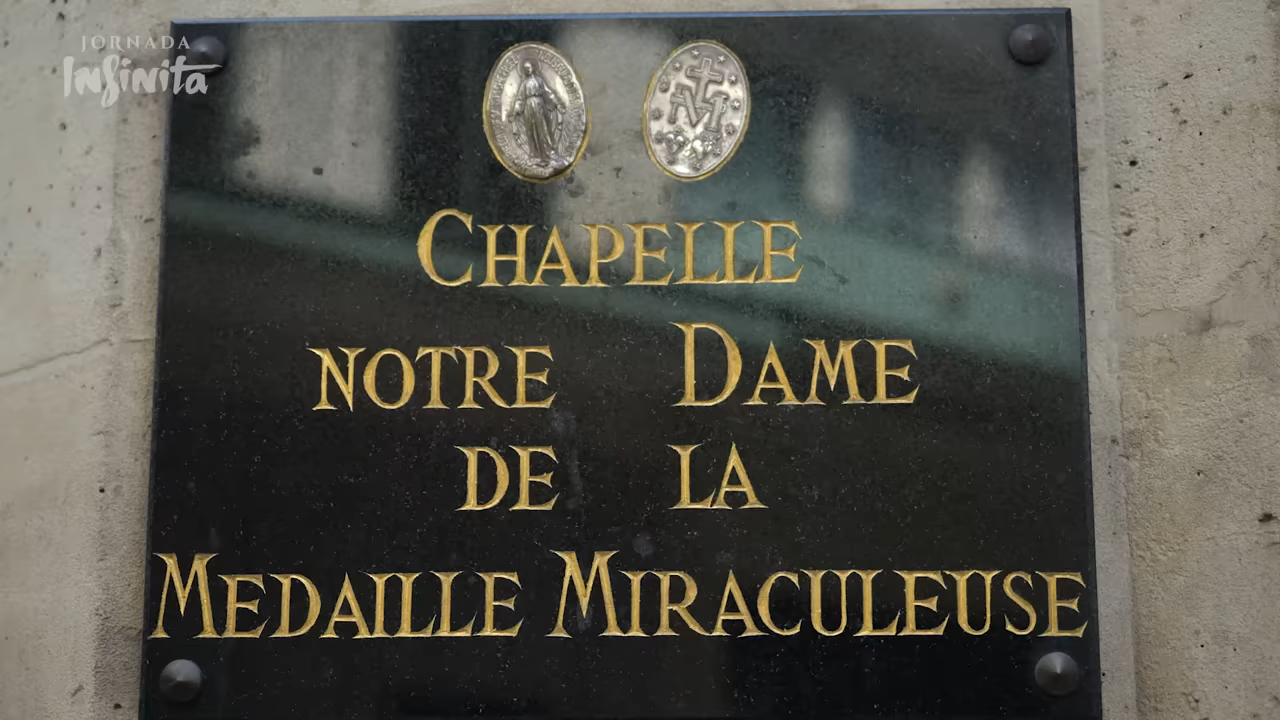 JORNADA
Infinita
CHAPELLE
NOTRE DAME
DE LA
MEDAILLE MIRACULEUSE